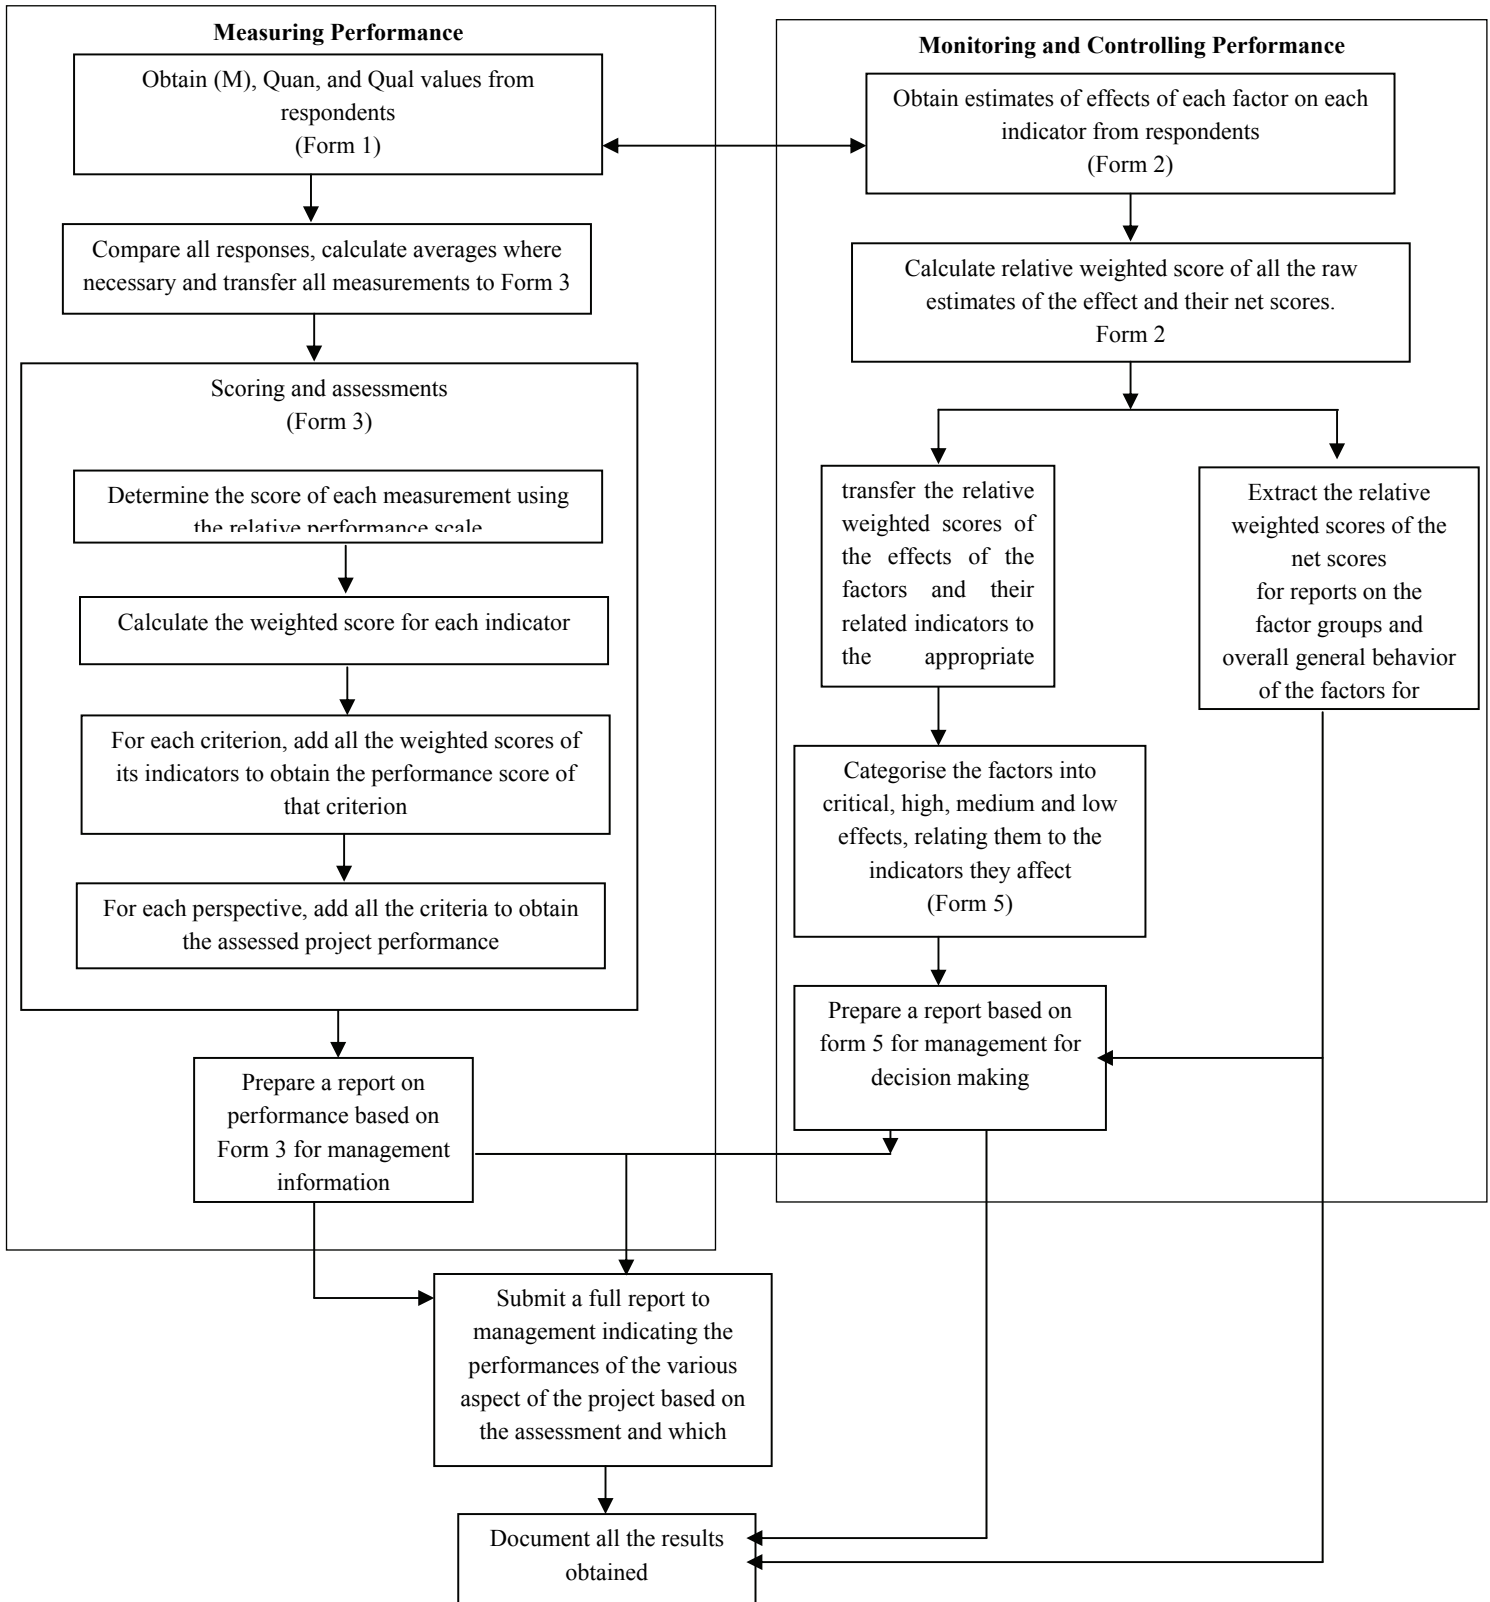 Measuring Performance
Obtain (M), Quan, and Qual values from
respondents
(Form 1)
Compare all responses, calculate averages where
necessary and transfer all measurements to Form 3
Scoring and assessments
(Form 3)
Determine the score of each measurement using
the relative performance scale
Calculate the weighted score for each indicator
For each criterion, add all the weighted scores of
its indicators to obtain the performance score of
that criterion
For each perspective, add all the criteria to obtain
the assessed project performance
Prepare a report on
performance based on
Form 3 for management
information
Monitoring and Controlling Performance
Obtain estimates of effects of each factor on each
indicator from respondents
(Form 2)
Calculate relative weighted score of all the raw
estimates of the effect and their net scores.
Form 2
transfer the relative
weighted scores of
the effects of the
factors and their
related indicators to
the appropriate
Extract the relative
weighted scores of the
net scores
for reports on the
factor groups and
overall general behavior
of the factors for
Categorise the factors into
critical, high, medium and low
effects, relating them to the
indicators they affect
(Form 5)
Prepare a report based on
form 5 for management for
decision making
Submit a full report to
management indicating the
performances of the various
aspect of the project based on
the assessment and which
Document all the results
obtained